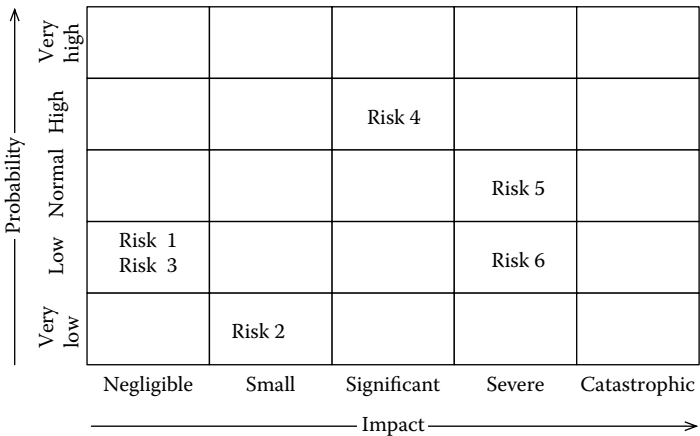 Very
high
High
Risk 4
Probability
Normal
Risk 5
Low
Risk 1
Risk 3
Risk 6
Very
low
Risk 2
Negligible
Small
Significant
Severe
Catastrophic
Impact